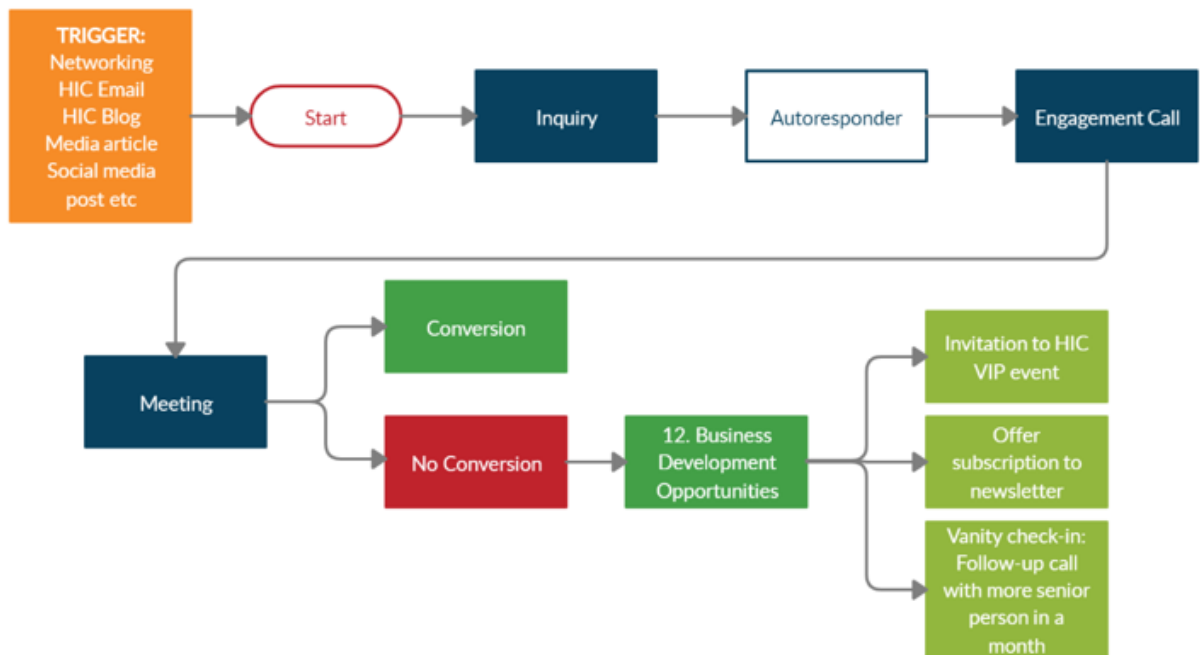 TRIGGER:
Networking
HIC Email
HIC Blog
Media article
Social media
post etc
Start
Inquiry
Autoresponder
Engagement Call
Meeting
Conversion
No Conversion
12. Business
Development
Opportunities
Invitation to HIC
VIP event
Offer
subscription to
newsletter
Vanity check-in:
Follow-up call
with more senior
person in a
month